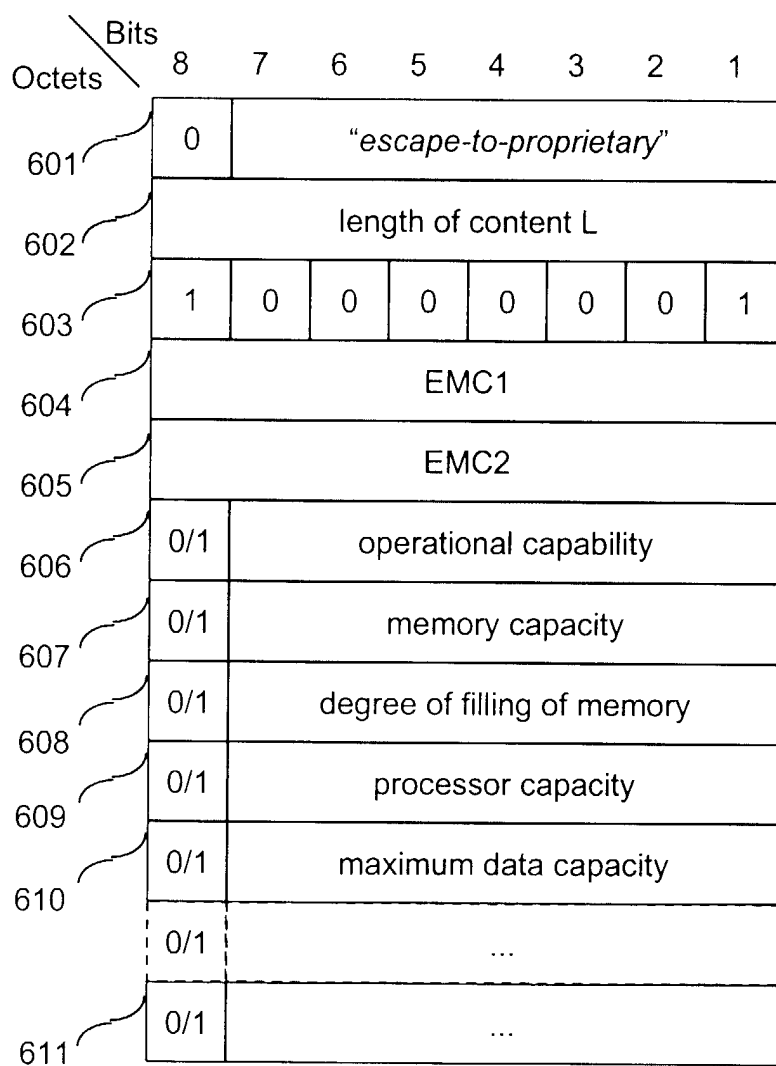 Bits
Octets 8 7 6 5 4 3 2 1
601 0 “escape-to-proprietary”
602 length of content L
603 1 0 0 0 0 0 0 1
604 EMC1
605 EMC2
606 0/1 operational capability
607 0/1 memory capacity
608 0/1 degree of filling of memory
609 0/1 processor capacity
610 0/1 maximum data capacity
0/1 ...
611 0/1 ...